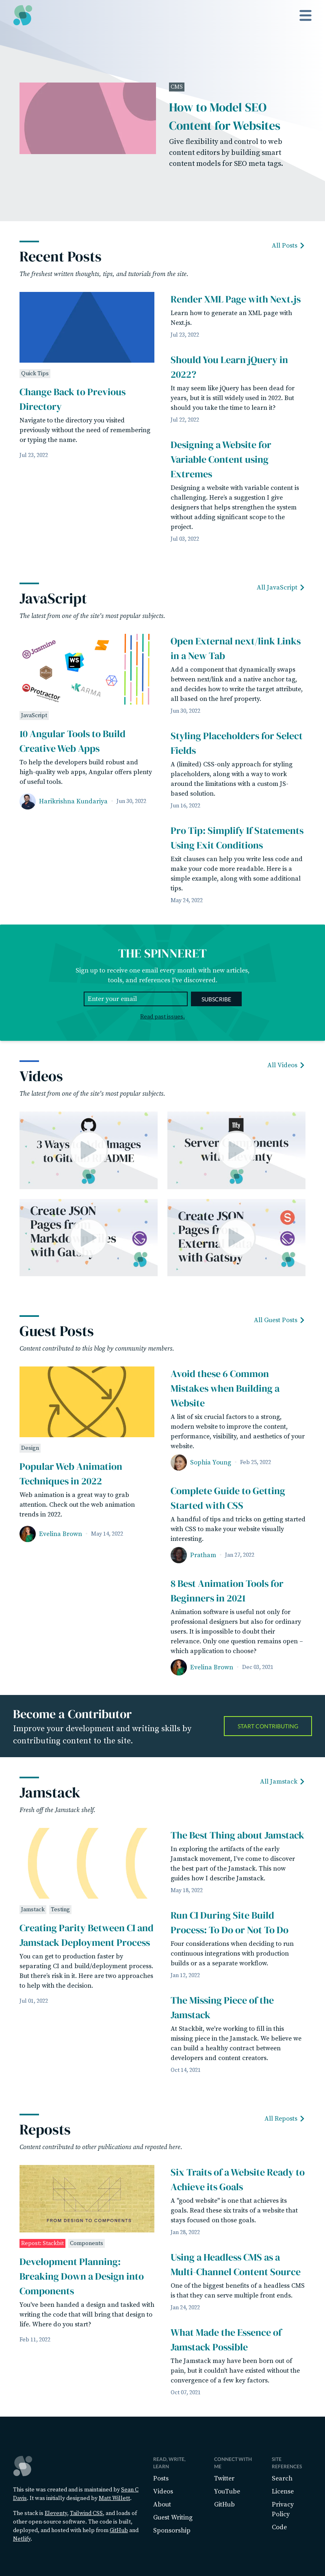 CMS
How to Model SEO
Content for Websites
Give flexibility and control to web
content editors by building smart
content models for SEO meta tags.
All Posts
Recent Posts
The freshest written thoughts, tips, and tutorials from the site.
Quick Tips
Change Back to Previous
Directory
Navigate to the directory you visited
previously without the need of remembering
or typing the name.
Jul 23, 2022
Render XML Page with Next.js
Learn how to generate an XML page with
Next.js.
Jul 23, 2022
Should You Learn jQuery in
2022?
It may seem like jQuery has been dead for
years, but it is still widely used in 2022. But
should you take the time to learn it?
Jul 22, 2022
Designing a Website for
Variable Content using
Extremes
Designing a website with variable content is
challenging. Here's a suggestion I give
designers that helps strengthen the system
without adding significant scope to the
project.
Jul 03, 2022
All JavaScript
JavaScript
The latest from one of the site's most popular subjects.
Jasmine
WS
Protractor
KARMA
JavaScript
10 Angular Tools to Build
Creative Web Apps
To help the developers build robust and
high-quality web apps, Angular offers plenty
of useful tools.
Harikrishna Kundariya
Jun 30, 2022
Open External next/link Links
in a New Tab
Add a component that dynamically swaps
between next/link and a native anchor tag,
and decides how to write the target attribute,
all based on the href property.
Jun 30, 2022
Styling Placeholders for Select
Fields
A (limited) CSS-only approach for styling
placeholders, along with a way to work
around the limitations with a custom JS-
based solution.
Jun 16, 2022
Pro Tip: Simplify If Statements
Using Exit Conditions
Exit clauses can help you write less code and
make your code more readable. Here is a
simple example, along with some additional
tips.
May 24, 2022
THE SPINNERET
Sign up to receive one email every month with new articles,
tools, and references I've discovered.
Enter your email
SUBSCRIBE
Read past issues.
All Videos
Videos
The latest from one of the site's most popular subjects.
3 Ways Images
to Git ADME
11ty
Server ponents
with nty
Create JSON
Pages fr
Markdo es
with Gatsby
Create JSON
Pages f
External
with Gatsby
All Guest Posts
Guest Posts
Content contributed to this blog by community members.
Design
Popular Web Animation
Techniques in 2022
Web animation is a great way to grab
attention. Check out the web animation
trends in 2022.
Evelina Brown
May 14, 2022
Avoid these 6 Common
Mistakes when Building a
Website
A list of six crucial factors to a strong,
modern website to improve the content,
performance, visibility, and aesthetics of your
website.
Sophia Young
Feb 25, 2022
Complete Guide to Getting
Started with CSS
A handful of tips and tricks on getting started
with CSS to make your website visually
interesting.
Pratham
Jan 27, 2022
8 Best Animation Tools for
Beginners in 2021
Animation software is useful not only for
professional designers but also for ordinary
users. It is impossible to doubt their
relevance. Only one question remains open –
which application to choose?
Evelina Brown
Dec 03, 2021
Become a Contributor
Improve your development and writing skills by
contributing content to the site.
START CONTRIBUTING
All Jamstack
Jamstack
Fresh off the Jamstack shelf.
Jamstack
Testing
Creating Parity Between CI and
Jamstack Deployment Process
You can get to production faster by
separating CI and build/deployment process.
But there's risk in it. Here are two approaches
to help with the decision.
Jul 01, 2022
The Best Thing about Jamstack
In exploring the artifacts of the early
Jamstack movement, I've come to discover
the best part of the Jamstack. This just
guides how I describe Jamstack.
May 18, 2022
Run CI During Site Build
Process: To Do or Not To Do
Four considerations when deciding to run
continuous integrations with production
builds or as a separate workflow.
Jan 12, 2022
The Missing Piece of the
Jamstack
At Stackbit, we're working to fill in this
missing piece in the Jamstack. We believe we
can build a healthy contract between
developers and content creators.
Oct 14, 2021
All Reposts
Reposts
Content contributed to other publications and reposted here.
FROM DESIGN TO COMPONENTS
Repost: Stackbit
Components
Development Planning:
Breaking Down a Design into
Components
You've been handed a design and tasked with
writing the code that will bring that design to
life. Where do you start?
Feb 11, 2022
Six Traits of a Website Ready to
Achieve its Goals
A "good website" is one that achieves its
goals. Read these six traits of a website that
stays focused on those goals.
Jan 28, 2022
Using a Headless CMS as a
Multi-Channel Content Source
One of the biggest benefits of a headless CMS
is that they can serve multiple front ends.
Jan 24, 2022
What Made the Essence of
Jamstack Possible
The Jamstack may have been born out of
pain, but it couldn't have existed without the
convergence of a few key factors.
Oct 07, 2021
This site was created and is maintained by Sean C
Davis. It was initially designed by Matt Willett.
The stack is Eleventy, Tailwind CSS, and loads of
other open-source software. The code is built,
deployed, and hosted with help from GitHub and
Netlify.
READ, WRITE,
LEARN
Posts
Videos
About
Guest Writing
Sponsorship
CONNECT WITH
ME
Twitter
YouTube
GitHub
SITE
REFERENCES
Search
License
Privacy
Policy
Code